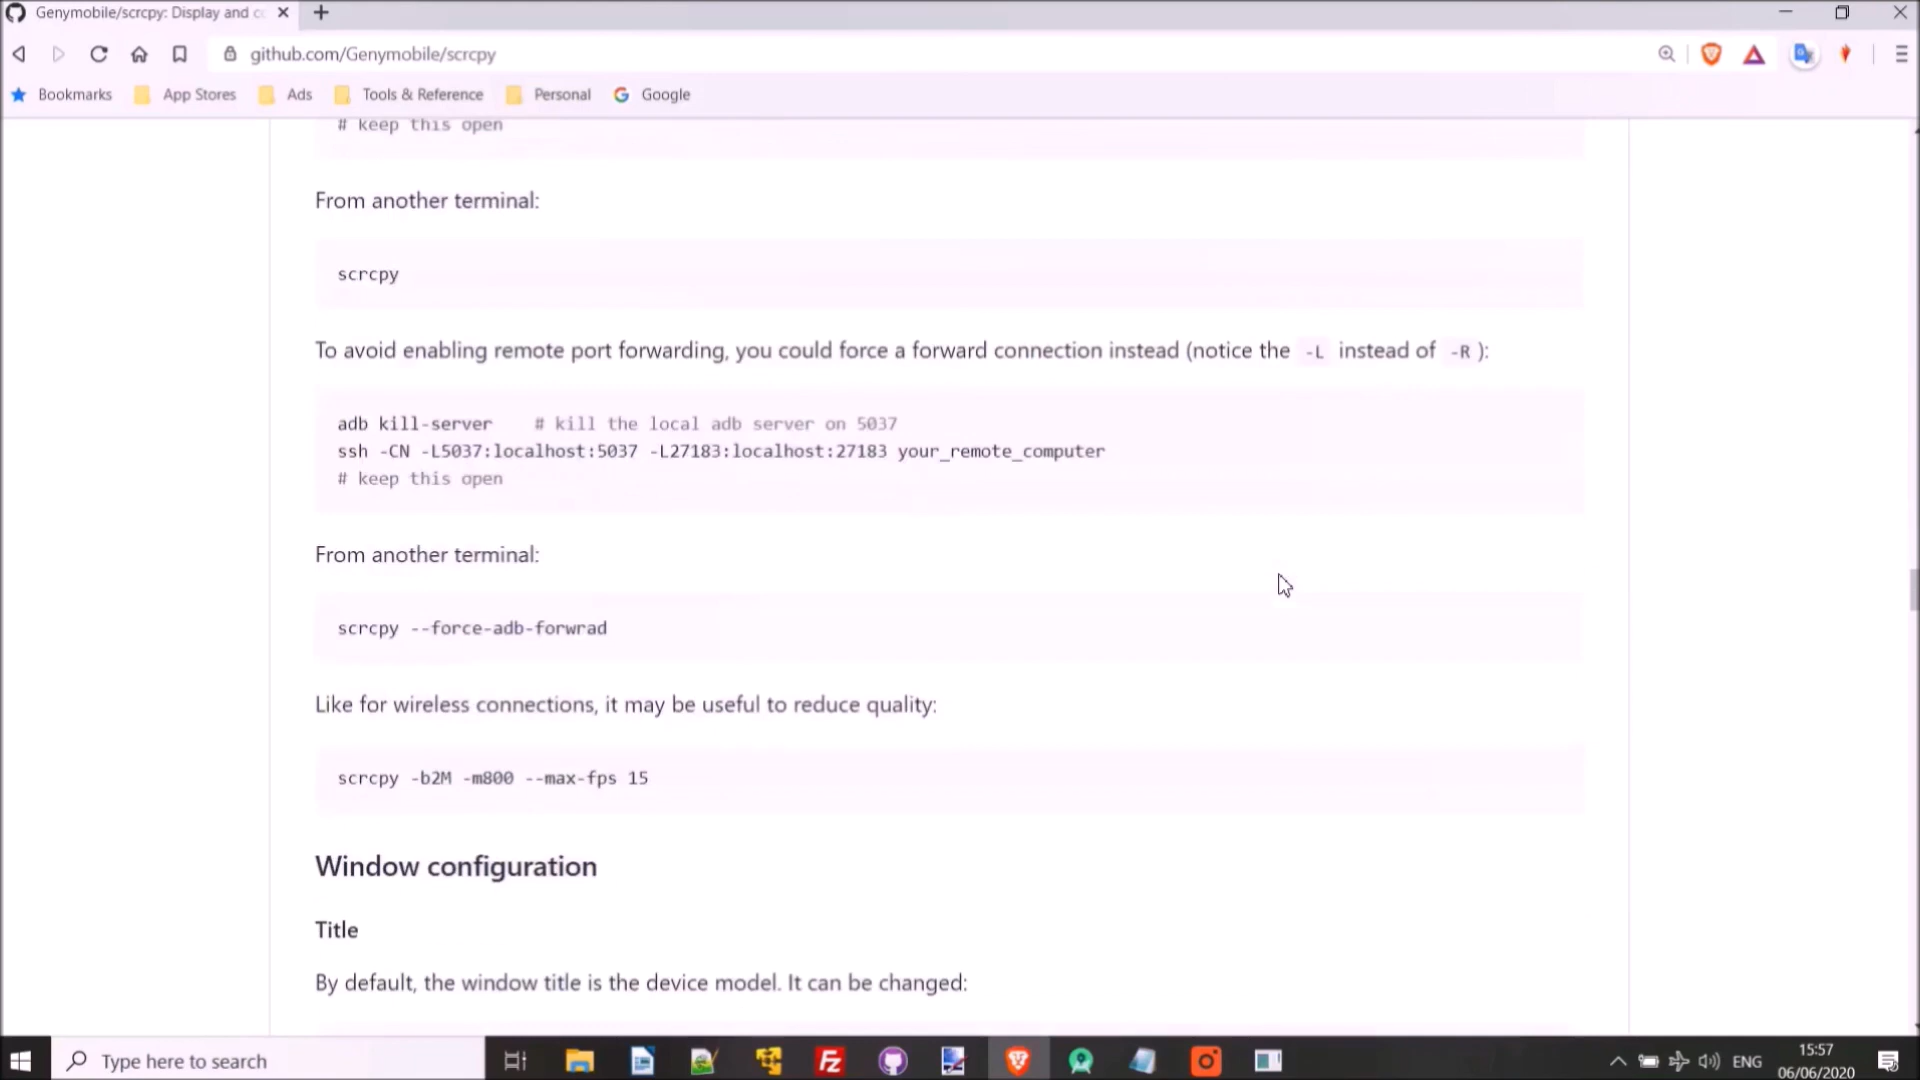 Genymobile/scrcpy: Display and co
github.com/Genymobile/scrcpy
Bookmarks App Stores Ads Tools & Reference Personal Google
# keep this open
From another terminal:
scrcpy
To avoid enabling remote port forwarding, you could force a forward connection instead (notice the -L instead of -R ):
adb kill-server # kill the local adb server on 5037
ssh -CN -L5037:localhost:5037 -L27183:localhost:27183 your_remote_computer
# keep this open
From another terminal:
scrcpy --force-adb-forwrad
Like for wireless connections, it may be useful to reduce quality:
scrcpy -b2M -m800 --max-fps 15
Window configuration
Title
By default, the window title is the device model. It can be changed:
Type here to search
Fz
ENG
15:57
06/06/2020